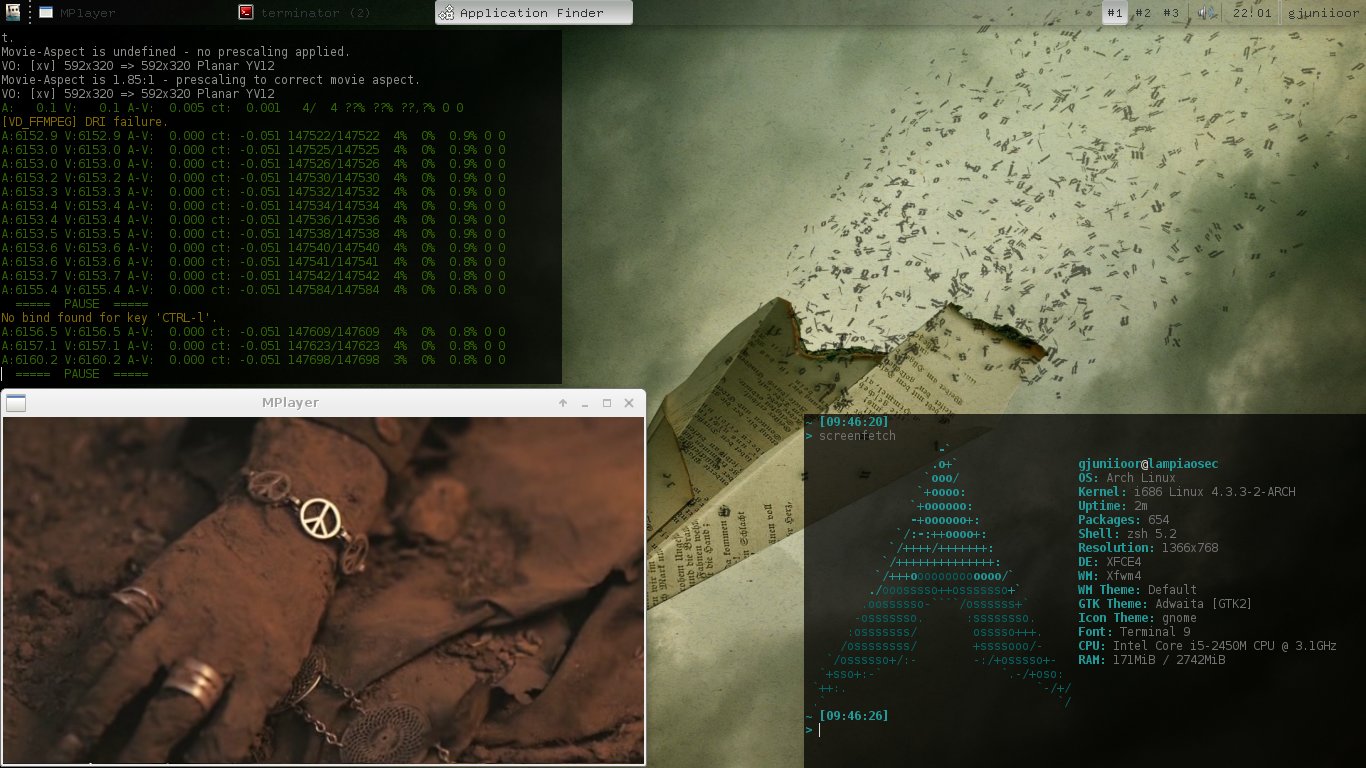 MPlayer
terminator (2)
Application Finder
#1 #2 #3
22:01
gjuniioor
t.
Movie-Aspect is undefined - no prescaling applied.
VO: [xv] 592x320 => 592x320 Planar YV12
Movie-Aspect is 1.85:1 - prescaling to correct movie aspect.
VO: [xv] 592x320 => 592x320 Planar YV12
A:   0.1 V:   0.1 A-V:  0.005 ct:  0.001   4/  4 ??% ??% ??,?% 0 0
[VD_FFMPEG] DRI failure.
A:6152.9 V:6152.9 A-V:  0.000 ct: -0.051 147522/147522  4%  0%  0.9% 0 0
A:6153.0 V:6153.0 A-V:  0.000 ct: -0.051 147525/147525  4%  0%  0.9% 0 0
A:6153.0 V:6153.0 A-V:  0.000 ct: -0.051 147526/147526  4%  0%  0.9% 0 0
A:6153.2 V:6153.2 A-V:  0.000 ct: -0.051 147530/147530  4%  0%  0.9% 0 0
A:6153.3 V:6153.3 A-V:  0.000 ct: -0.051 147532/147532  4%  0%  0.9% 0 0
A:6153.4 V:6153.4 A-V:  0.000 ct: -0.051 147534/147534  4%  0%  0.9% 0 0
A:6153.4 V:6153.4 A-V:  0.000 ct: -0.051 147536/147536  4%  0%  0.9% 0 0
A:6153.5 V:6153.5 A-V:  0.000 ct: -0.051 147538/147538  4%  0%  0.9% 0 0
A:6153.6 V:6153.6 A-V:  0.000 ct: -0.051 147540/147540  4%  0%  0.9% 0 0
A:6153.6 V:6153.6 A-V:  0.000 ct: -0.051 147541/147541  4%  0%  0.8% 0 0
A:6153.7 V:6153.7 A-V:  0.000 ct: -0.051 147542/147542  4%  0%  0.8% 0 0
A:6155.4 V:6155.4 A-V:  0.000 ct: -0.051 147584/147584  4%  0%  0.8% 0 0
=====  PAUSE  =====
No bind found for key 'CTRL-l'.
A:6156.5 V:6156.5 A-V:  0.000 ct: -0.051 147609/147609  4%  0%  0.8% 0 0
A:6157.1 V:6157.1 A-V:  0.000 ct: -0.051 147623/147623  4%  0%  0.8% 0 0
A:6160.2 V:6160.2 A-V:  0.000 ct: -0.051 147698/147698  3%  0%  0.8% 0 0
=====  PAUSE  =====
MPlayer
~ [09:46:20]
> screenfetch
gjuniioor@lampiaosec
OS: Arch Linux
Kernel: i686 Linux 4.3.3-2-ARCH
Uptime: 2m
Packages: 654
Shell: zsh 5.2
Resolution: 1366x768
DE: XFCE4
WM: Xfwm4
WM Theme: Default
GTK Theme: Adwaita [GTK2]
Icon Theme: gnome
Font: Terminal 9
CPU: Intel Core i5-2450M CPU @ 3.1GHz
RAM: 171MiB / 2742MiB
~ [09:46:26]
>